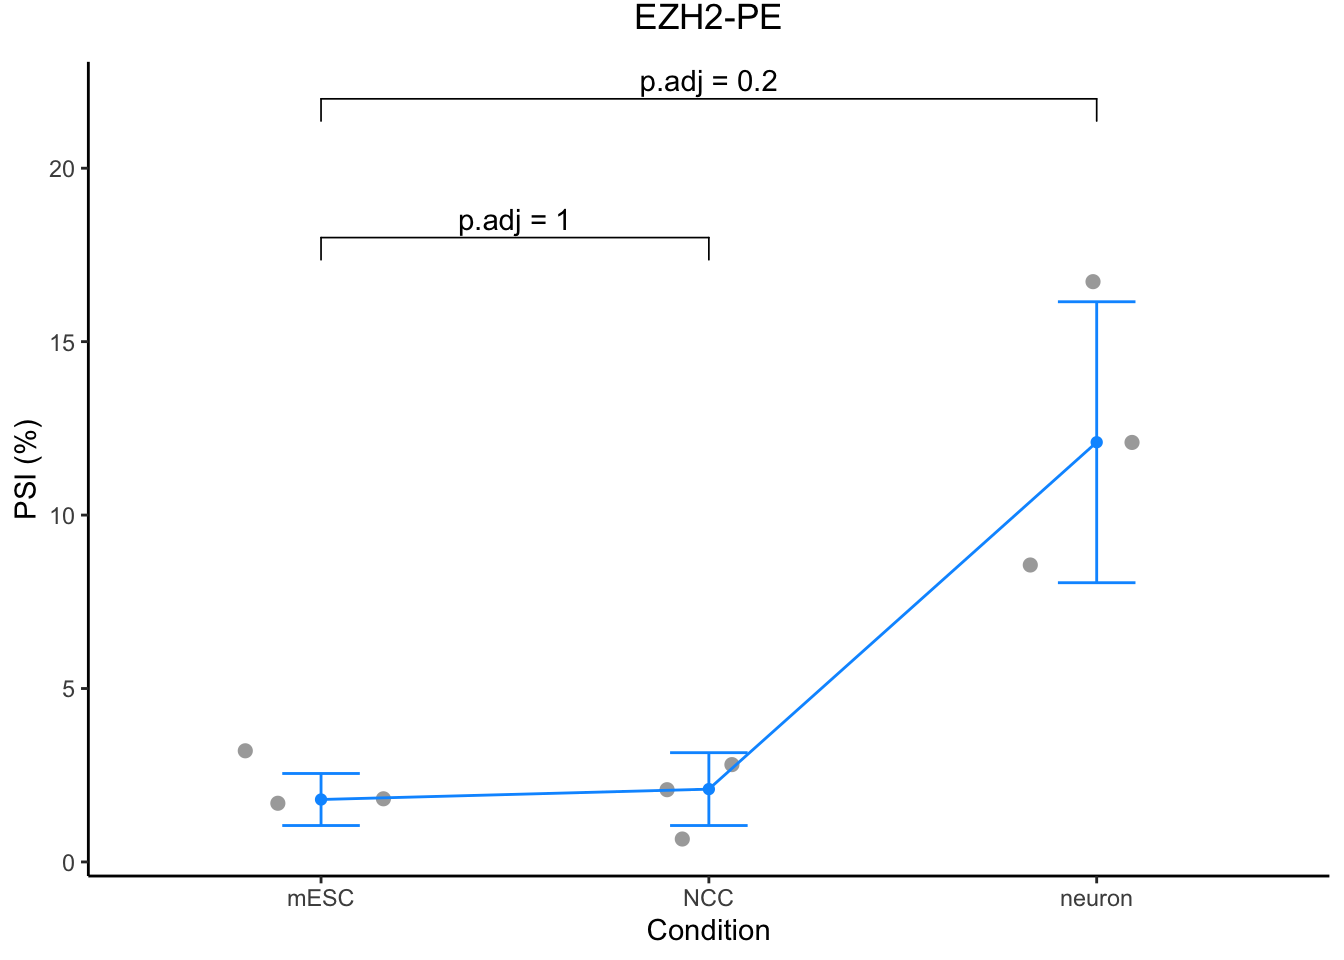 EZH2-PE
p.adj = 0.2
p.adj = 1
20
15
10
5
0
PSI (%)
mESC NCC neuron
Condition